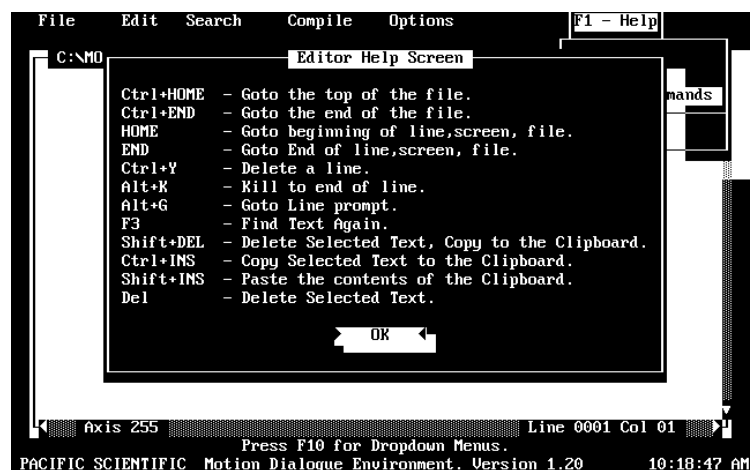 File Edit Search Compile Options F1 - Help
C:\MO Editor Help Screen
mands
Ctrl+HOME - Goto the top of the file.
Ctrl+END - Goto the end of the file.
HOME - Goto beginning of line,screen, file.
END - Goto End of line,screen, file.
Ctrl+Y - Delete a line.
Alt+K - Kill to end of line.
Alt+G - Goto Line prompt.
F3 - Find Text Again.
Shift+DEL - Delete Selected Text, Copy to the Clipboard.
Ctrl+INS - Copy Selected Text to the Clipboard.
Shift+INS - Paste the contents of the Clipboard.
Del - Delete Selected Text.
OK
Axis 255 Line 0001 Col 01
Press F10 for Dropdown Menus.
PACIFIC SCIENTIFIC Motion Dialogue Environment. Version 1.20 10:18:47 AM